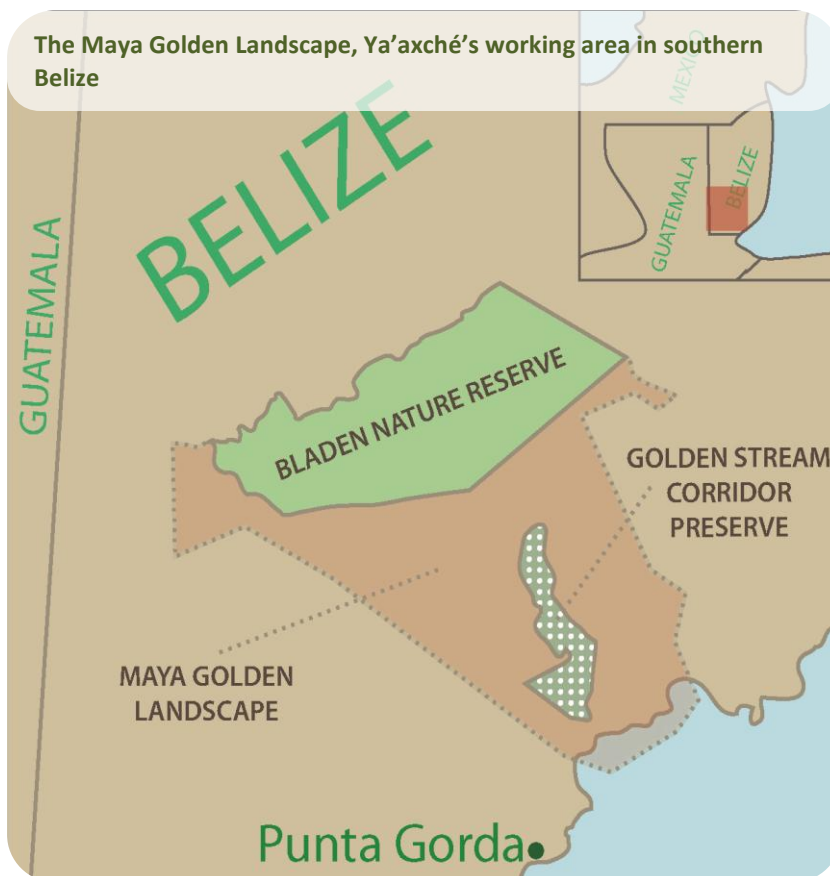 The Maya Golden Landscape, Ya’axché’s working area in southern
Belize
MEXICO
BELIZE
GUATEMALA
BELIZE
GUATEMALA
BLADEN NATURE RESERVE
GOLDEN STREAM
CORRIDOR
PRESERVE
MAYA GOLDEN
LANDSCAPE
Punta Gorda